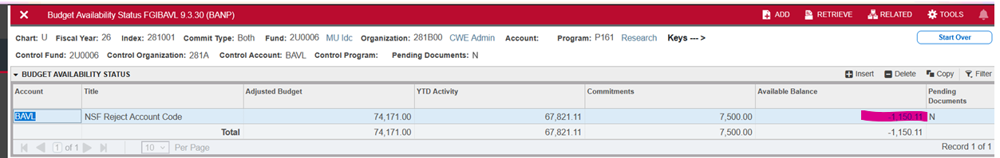 Budget Availability Status FGIBAVL 9.3.30 (BANP) ADD RETRIEVE RELATED TOOLS
Chart: U Fiscal Year: 26 Index: 281001 Commit Type: Both Fund: 2U0006 MU Idc Organization: 281B00 CWE Admin Account: Program: P161 Research Keys --- > Start Over
Control Fund: 2U0006 Control Organization: 281A Control Account: BAVL Control Program: Pending Documents: N
BUDGET AVAILABILITY STATUS Insert Delete Copy Filter
Account Title Adjusted Budget YTD Activity Commitments Available Balance Pending Documents
BAVL NSF Reject Account Code 74,171.00 67,821.11 7,500.00 -1,150.11 N
Total 74,171.00 67,821.11 7,500.00 -1,150.11
1 of 1 10 Per Page Record 1 of 1